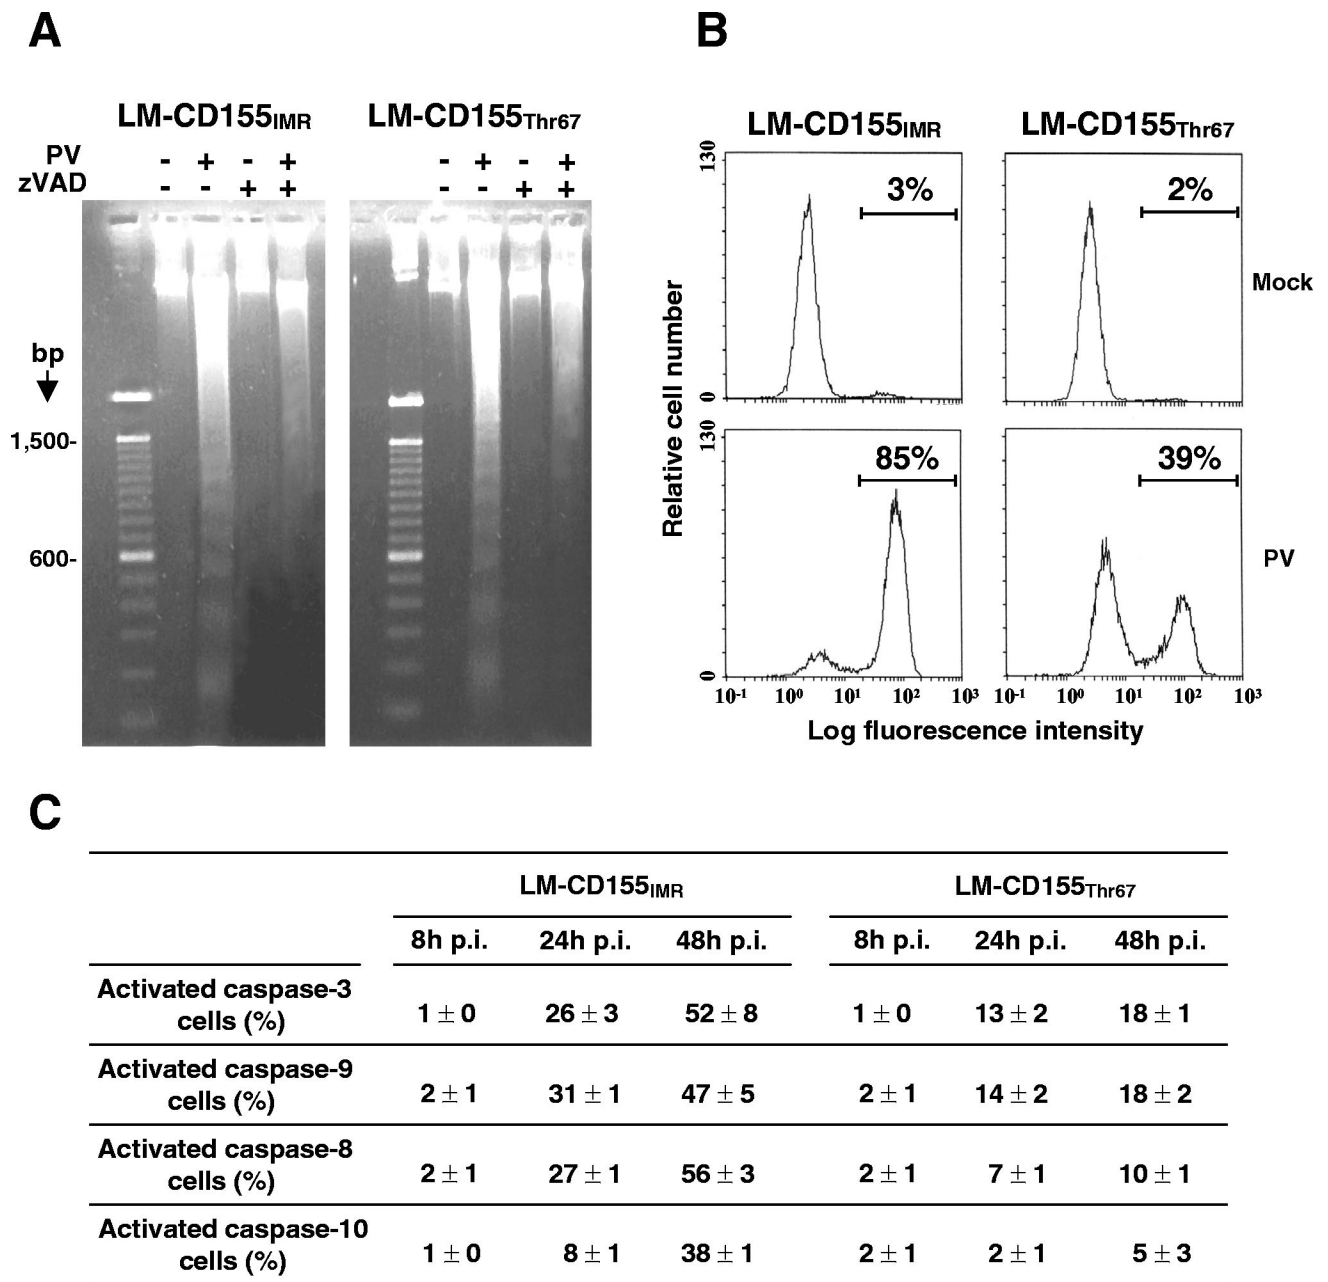 A
LM-CD155IMR LM-CD155Thr67
PV - + - + - + - +
zVAD - - + + - - + +
bp
1,500-
600-
B
LM-CD155IMR LM-CD155Thr67
130
3% 2%
Mock
0
130
85% 39%
PV
0
Relative cell number
10-1 100 101 102 103 10-1 100 101 102 103
Log fluorescence intensity
C
LM-CD155IMR LM-CD155Thr67
8h p.i. 24h p.i. 48h p.i. 8h p.i. 24h p.i. 48h p.i.
Activated caspase-3
cells (%) 1 ± 0 26 ± 3 52 ± 8 1 ± 0 13 ± 2 18 ± 1
Activated caspase-9
cells (%) 2 ± 1 31 ± 1 47 ± 5 2 ± 1 14 ± 2 18 ± 2
Activated caspase-8
cells (%) 2 ± 1 27 ± 1 56 ± 3 2 ± 1 7 ± 1 10 ± 1
Activated caspase-10
cells (%) 1 ± 0 8 ± 1 38 ± 1 2 ± 1 2 ± 1 5 ± 3